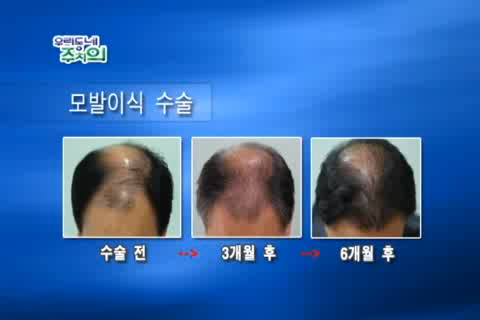 우리동네
주치의
모발이식 수술
수술 전 --> 3개월 후 --> 6개월 후